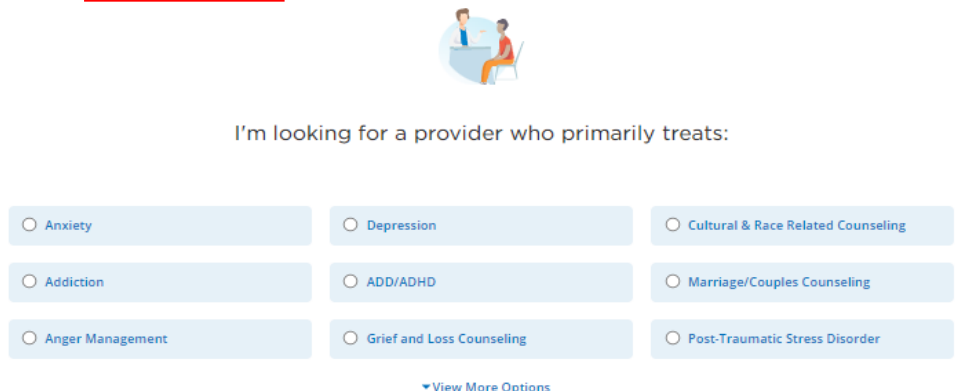 I'm looking for a provider who primarily treats:
Anxiety
Depression
Cultural & Race Related Counseling
Addiction
ADD/ADHD
Marriage/Couples Counseling
Anger Management
Grief and Loss Counseling
Post-Traumatic Stress Disorder
View More Options